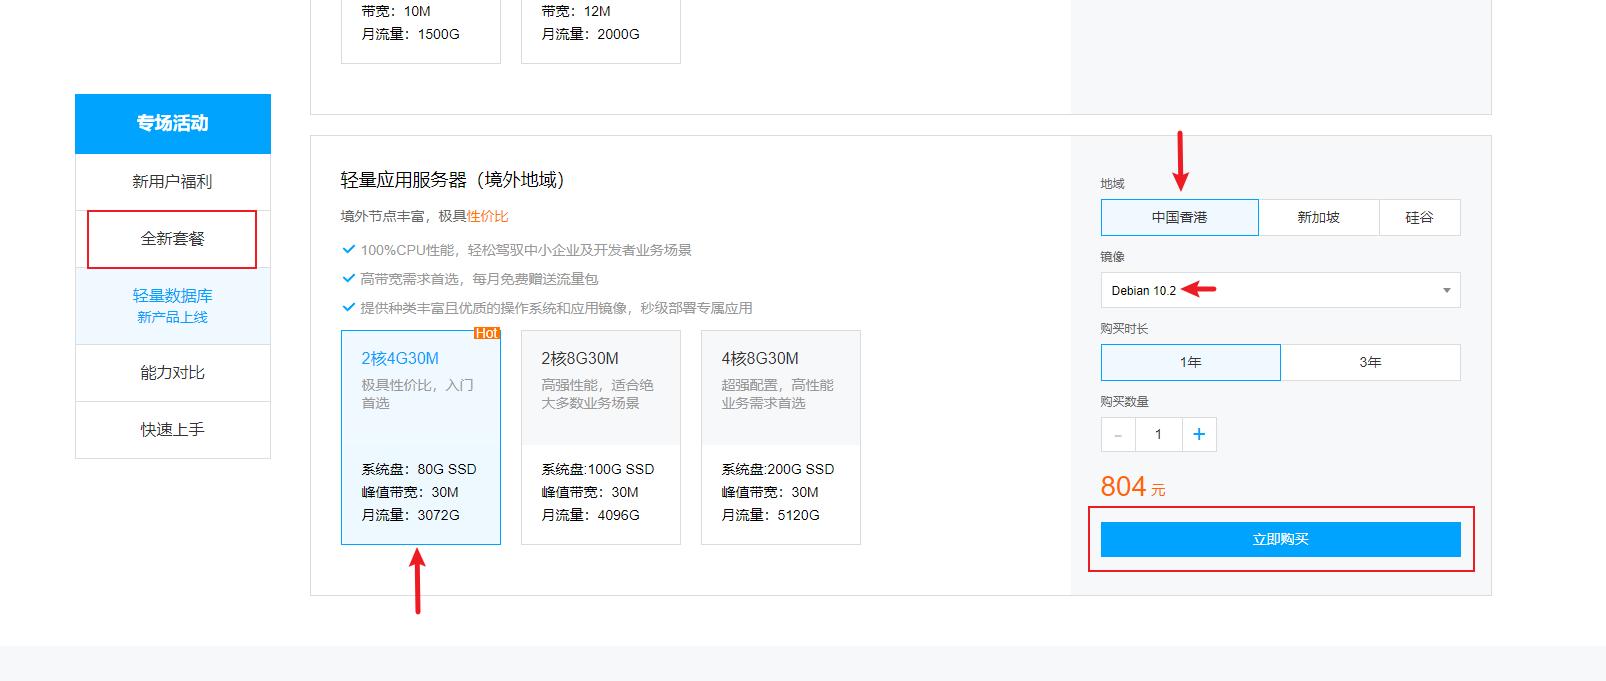 带宽：10M
月流量：1500G
带宽：12M
月流量：2000G
专场活动
新用户福利
全新套餐
轻量数据库
新产品上线
能力对比
快速上手
轻量应用服务器（境外地域）
境外节点丰富，极具性价比
100%CPU性能，轻松驾驭中小企业及开发者业务场景
高带宽需求首选，每月免费赠送流量包
提供种类丰富且优质的操作系统和应用镜像，秒级部署专属应用
Hot
2核4G30M
极具性价比，入门
首选
系统盘：80G SSD
峰值带宽：30M
月流量：3072G
2核8G30M
高强性能，适合绝
大多数业务场景
系统盘:100G SSD
峰值带宽：30M
月流量：4096G
4核8G30M
超强配置，高性能
业务需求首选
系统盘:200G SSD
峰值带宽：30M
月流量：5120G
地域
中国香港 新加坡 硅谷
镜像
Debian 10.2
购买时长
1年 3年
购买数量
- 1 +
804 元
立即购买